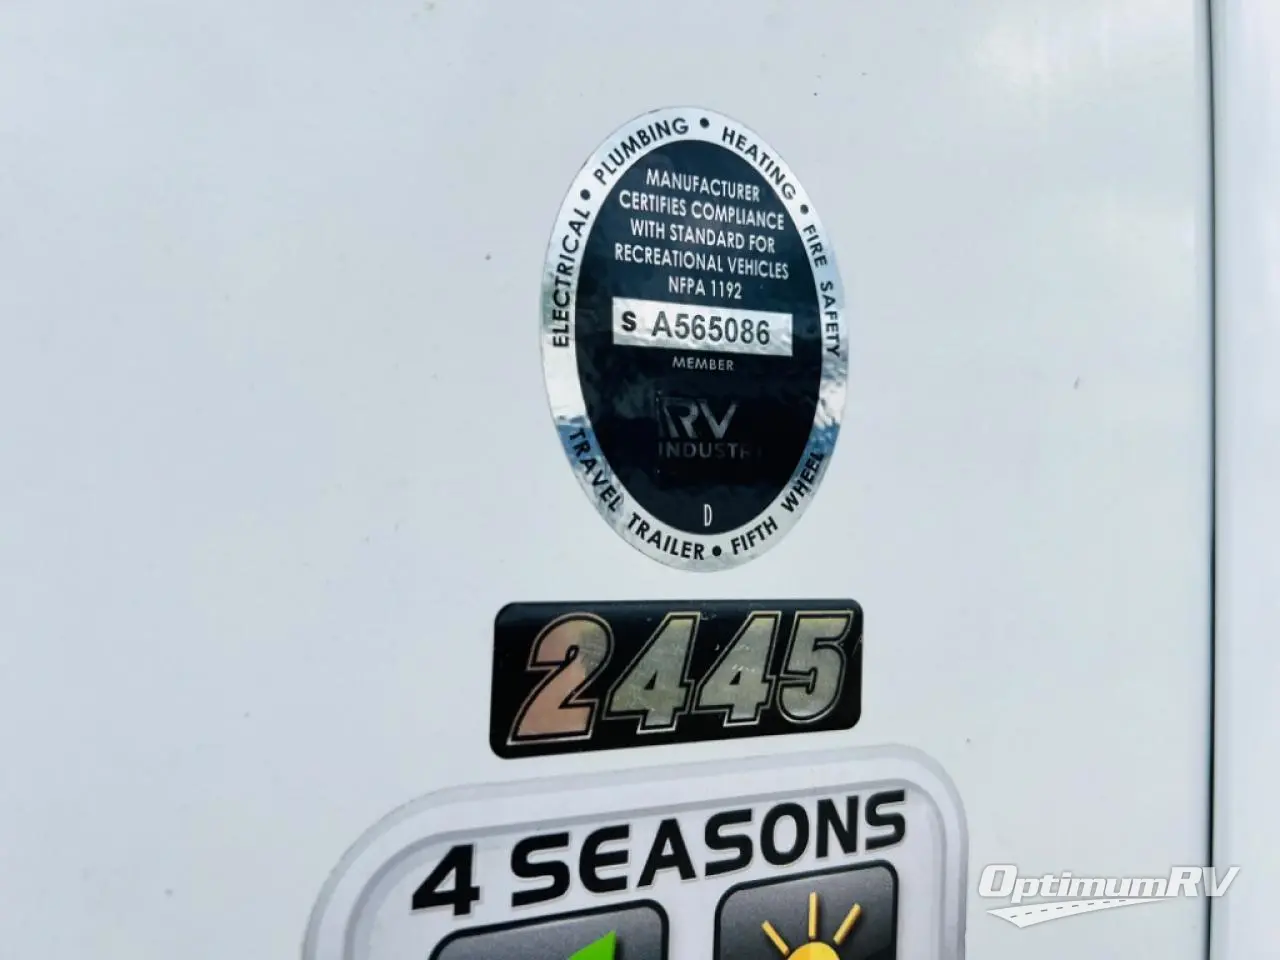 ELECTRICAL • PLUMBING • HEATING • FIRE SAFETY
MANUFACTURER
CERTIFIES COMPLIANCE
WITH STANDARD FOR
RECREATIONAL VEHICLES
NFPA 1192
S A565086
MEMBER
RV
INDUSTR
D
TRAVEL TRAILER • FIFTH WHEEL
2445
4 SEASONS
OptimumRV